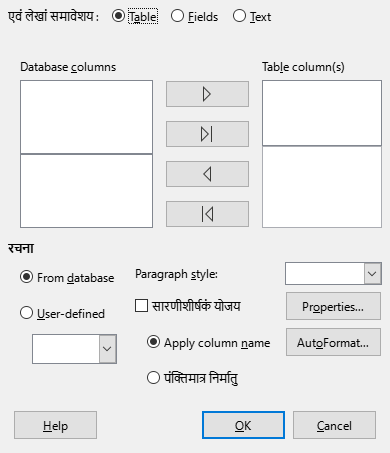 एवं लेखां समावेशय : Table Fields Text
Database columns Table column(s)
रचना
From database Paragraph style:
User-defined सारणीशीर्षकं योजय Properties...
Apply column name AutoFormat...
पंक्तिमात्र निर्मातु
Help OK Cancel